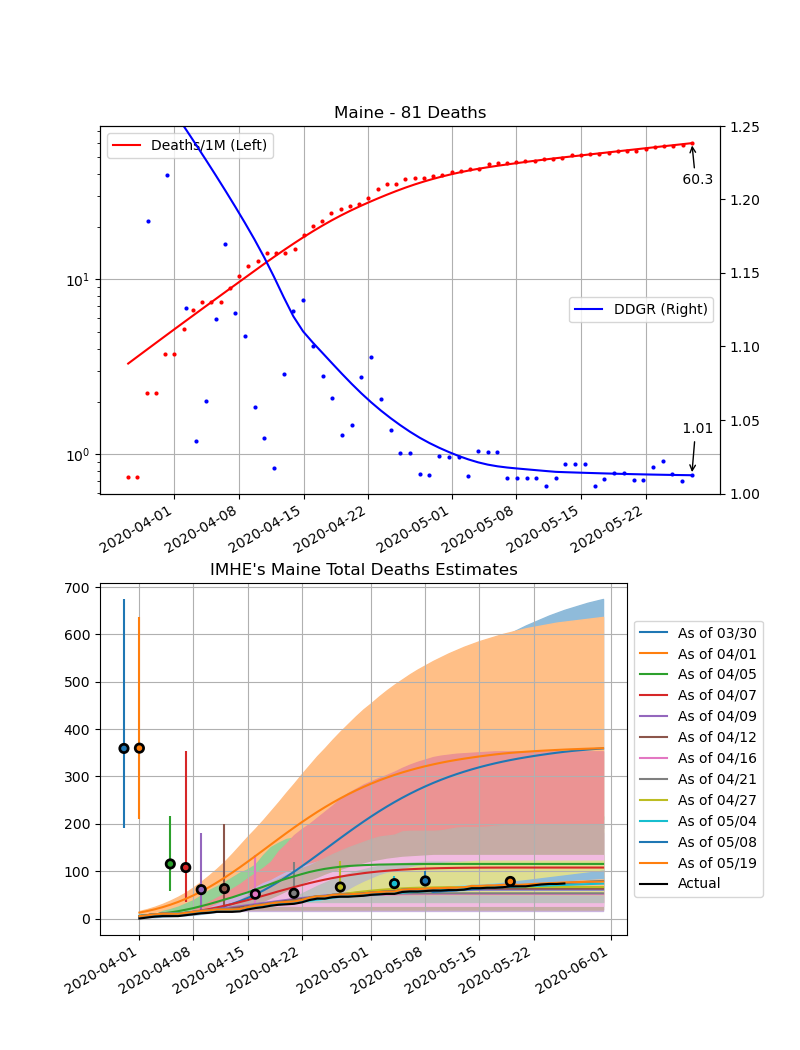 Maine - 81 Deaths
Deaths/1M (Left)
DDGR (Right)
60.3
1.01
10¹
10⁰
1.25
1.20
1.15
1.10
1.05
1.00
2020-04-01
2020-04-08
2020-04-15
2020-04-22
2020-05-01
2020-05-08
2020-05-15
2020-05-22
IMHE's Maine Total Deaths Estimates
700
600
500
400
300
200
100
0
2020-04-01
2020-04-08
2020-04-15
2020-04-22
2020-05-01
2020-05-08
2020-05-15
2020-05-22
2020-06-01
As of 03/30
As of 04/01
As of 04/05
As of 04/07
As of 04/09
As of 04/12
As of 04/16
As of 04/21
As of 04/27
As of 05/04
As of 05/08
As of 05/19
Actual